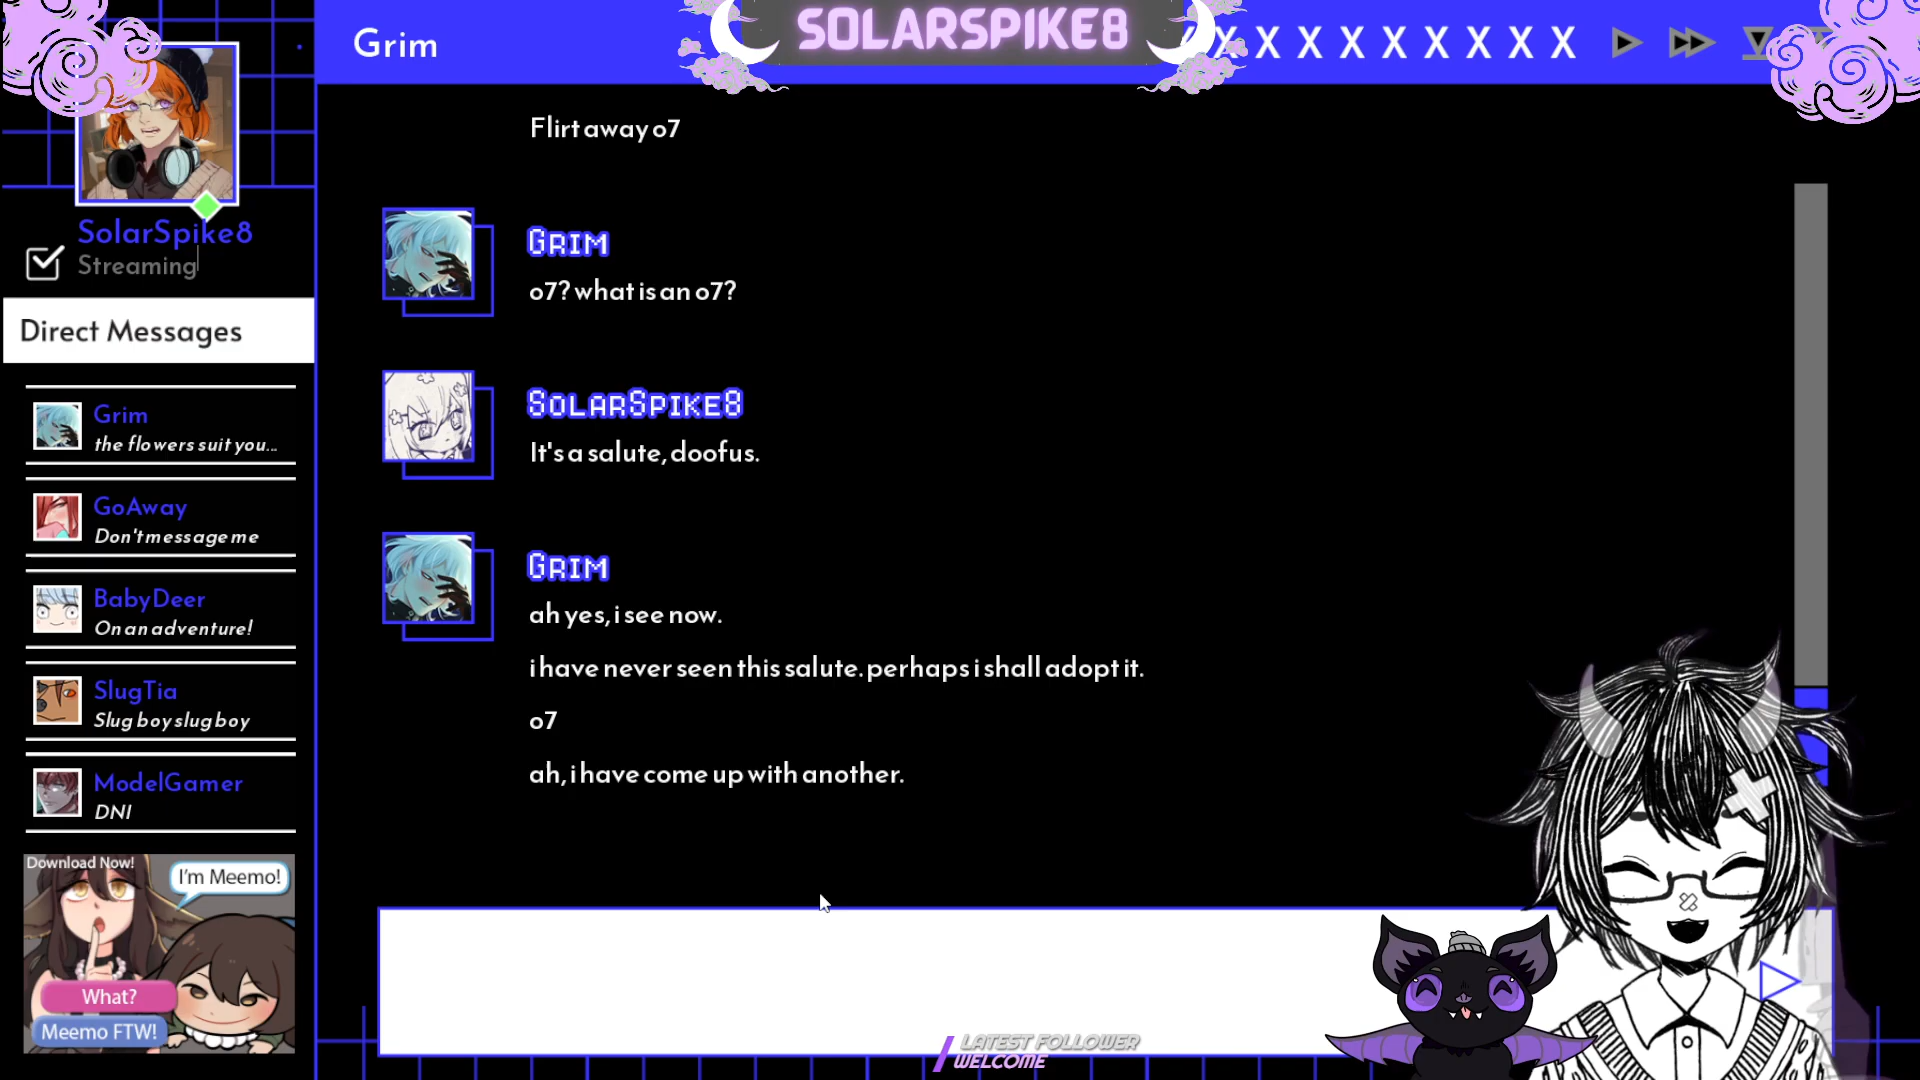 Grim
SOLARSPIKE8
X X X X X X X X
SolarSpike8
Streaming
Direct Messages
Grim
the flowers suit you...
GoAway
Don't message me
BabyDeer
On an adventure!
SlugTia
Slug boy slug boy
ModelGamer
DNI
Download Now!
I'm Meemo!
What?
Meemo FTW!
Flirt away o7
Grim
o7? what is an o7?
SolarSpike8
It's a salute, doofus.
Grim
ah yes, i see now.
i have never seen this salute. perhaps i shall adopt it.
o7
ah, i have come up with another.
LATEST FOLLOWER
WELCOME